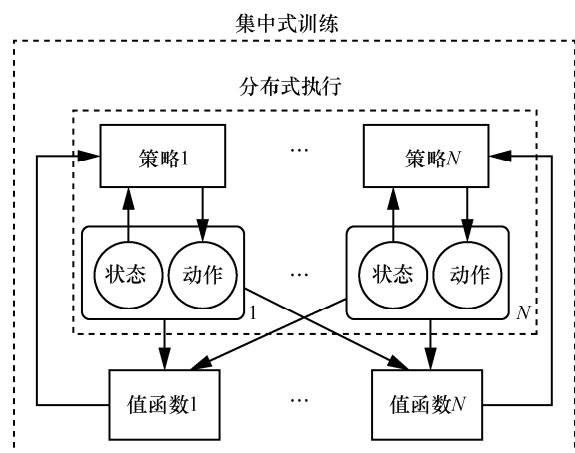 集中式训练
分布式执行
策略1 … 策略N
状态 动作 … 状态 动作
1 N
值函数1 … 值函数N